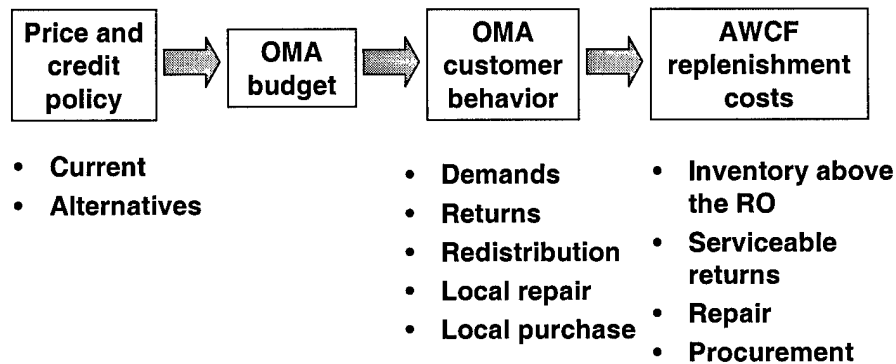 Price and
credit
policy
OMA
budget
OMA
customer
behavior
AWCF
replenishment
costs
• Current
• Alternatives
• Demands
• Returns
• Redistribution
• Local repair
• Local purchase
• Inventory above
the RO
• Serviceable
returns
• Repair
• Procurement